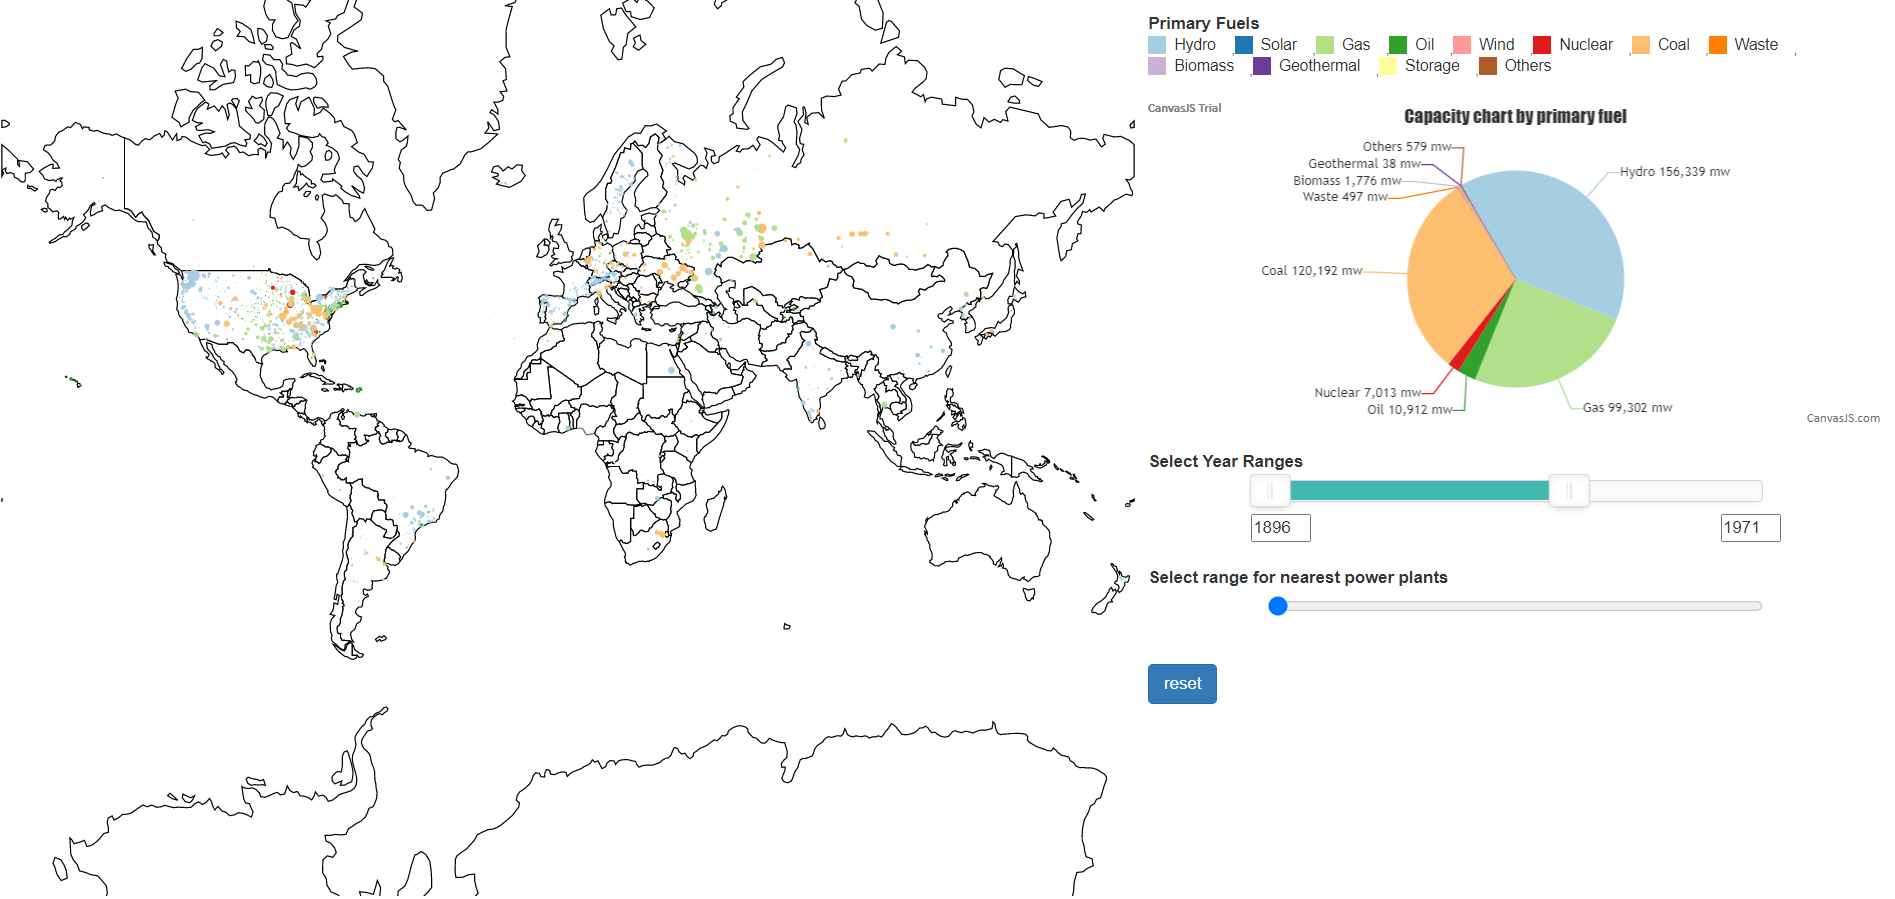 Primary Fuels
Hydro , Solar , Gas , Oil , Wind , Nuclear , Coal , Waste ,
Biomass , Geothermal , Storage , Others
CanvasJS Trial
Capacity chart by primary fuel
Others 579 mw
Geothermal 38 mw
Hydro 156,339 mw
Biomass 1,776 mw
Waste 497 mw
Coal 120,192 mw
Nuclear 7,013 mw
Oil 10,912 mw
Gas 99,302 mw
CanvasJS.com
Select Year Ranges
1896
1971
Select range for nearest power plants
reset